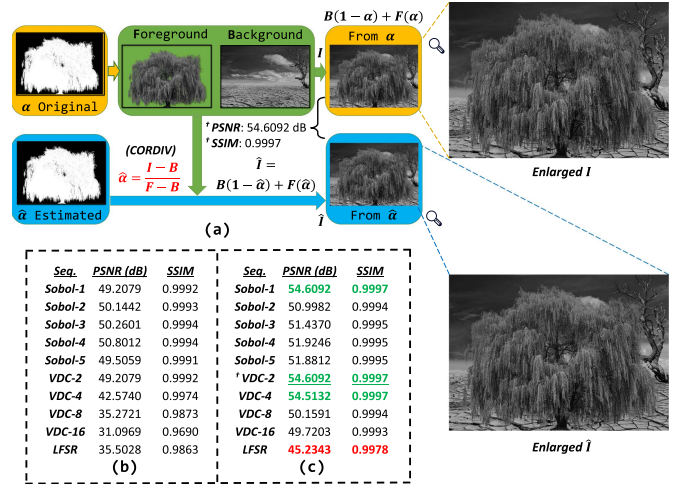 B(1−α) + F(α)
Foreground
Background
I
From α
α Original
† PSNR: 54.6092 dB
† SSIM: 0.9997
(CORDIV)
α̂ = (I − B) / (F − B)
Î =
B(1−α̂) + F(α̂)
α̂ Estimated
(a)
Î
From α̂
Enlarged I
Seq. PSNR (dB) SSIM
Sobol-1 49.2079 0.9992
Sobol-2 50.1442 0.9993
Sobol-3 50.2601 0.9994
Sobol-4 50.8012 0.9994
Sobol-5 49.5059 0.9991
VDC-2 49.2079 0.9992
VDC-4 42.5740 0.9974
VDC-8 35.2721 0.9873
VDC-16 31.0969 0.9690
LFSR 35.5028 0.9863
(b)
Seq. PSNR (dB) SSIM
Sobol-1 54.6092 0.9997
Sobol-2 50.9982 0.9994
Sobol-3 51.4370 0.9995
Sobol-4 51.9246 0.9995
Sobol-5 51.8812 0.9995
† VDC-2 54.6092 0.9997
VDC-4 54.5132 0.9997
VDC-8 50.1591 0.9994
VDC-16 49.7203 0.9993
LFSR 45.2343 0.9978
(c)
Enlarged Î